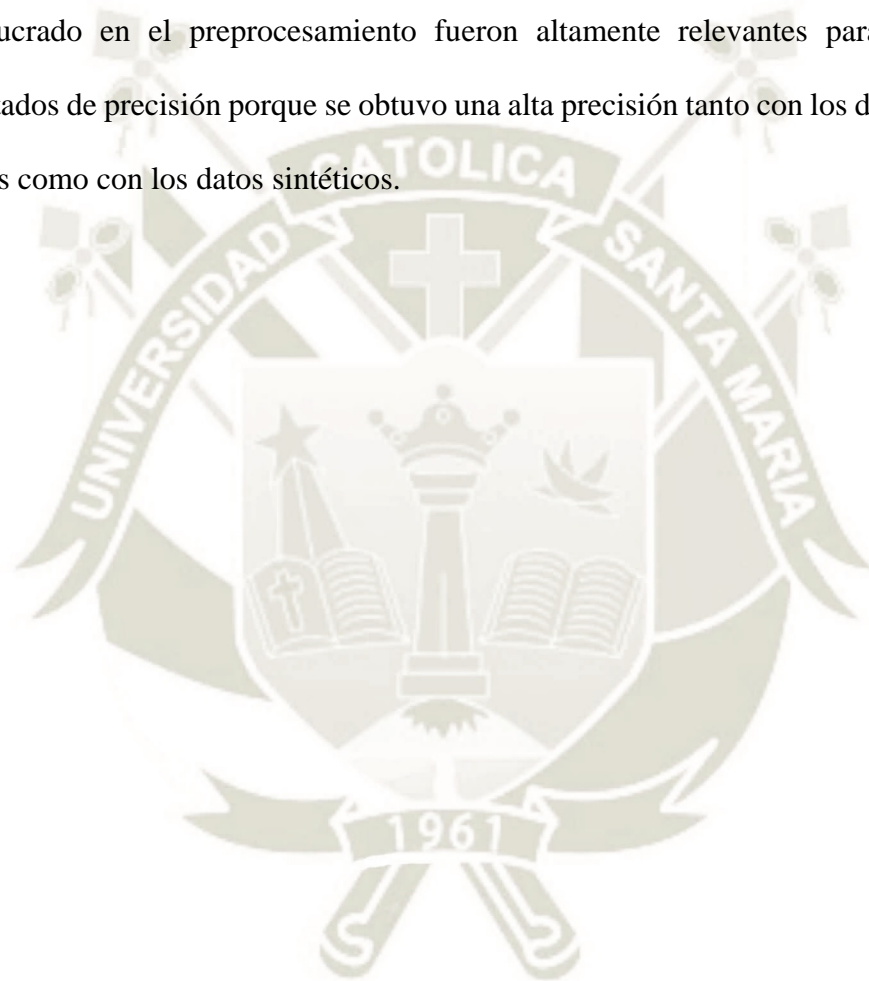 ucrado en el preprocesamiento fueron altamente relevantes para
tados de precisión porque se obtuvo una alta precisión tanto con los d
s como con los datos sintéticos.
UNIVERSIDAD CATOLICA SANTA MARIA
1961